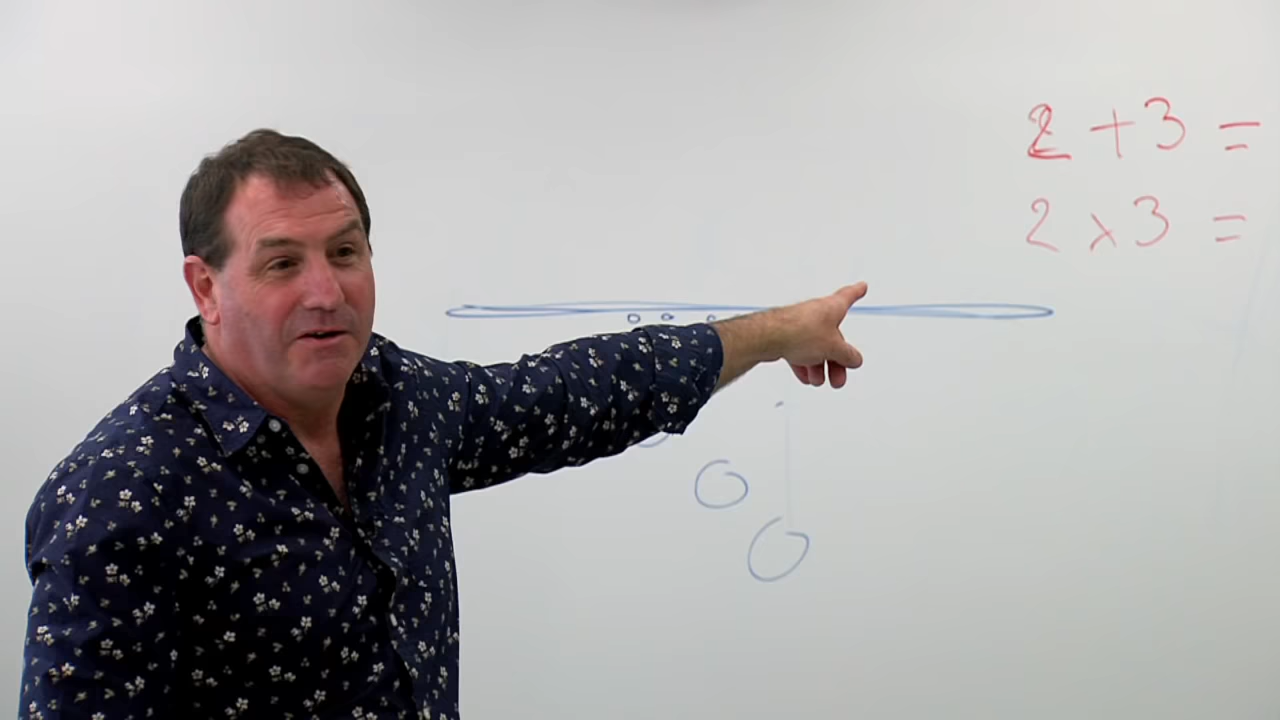 2 + 3 =
2 x 3 =